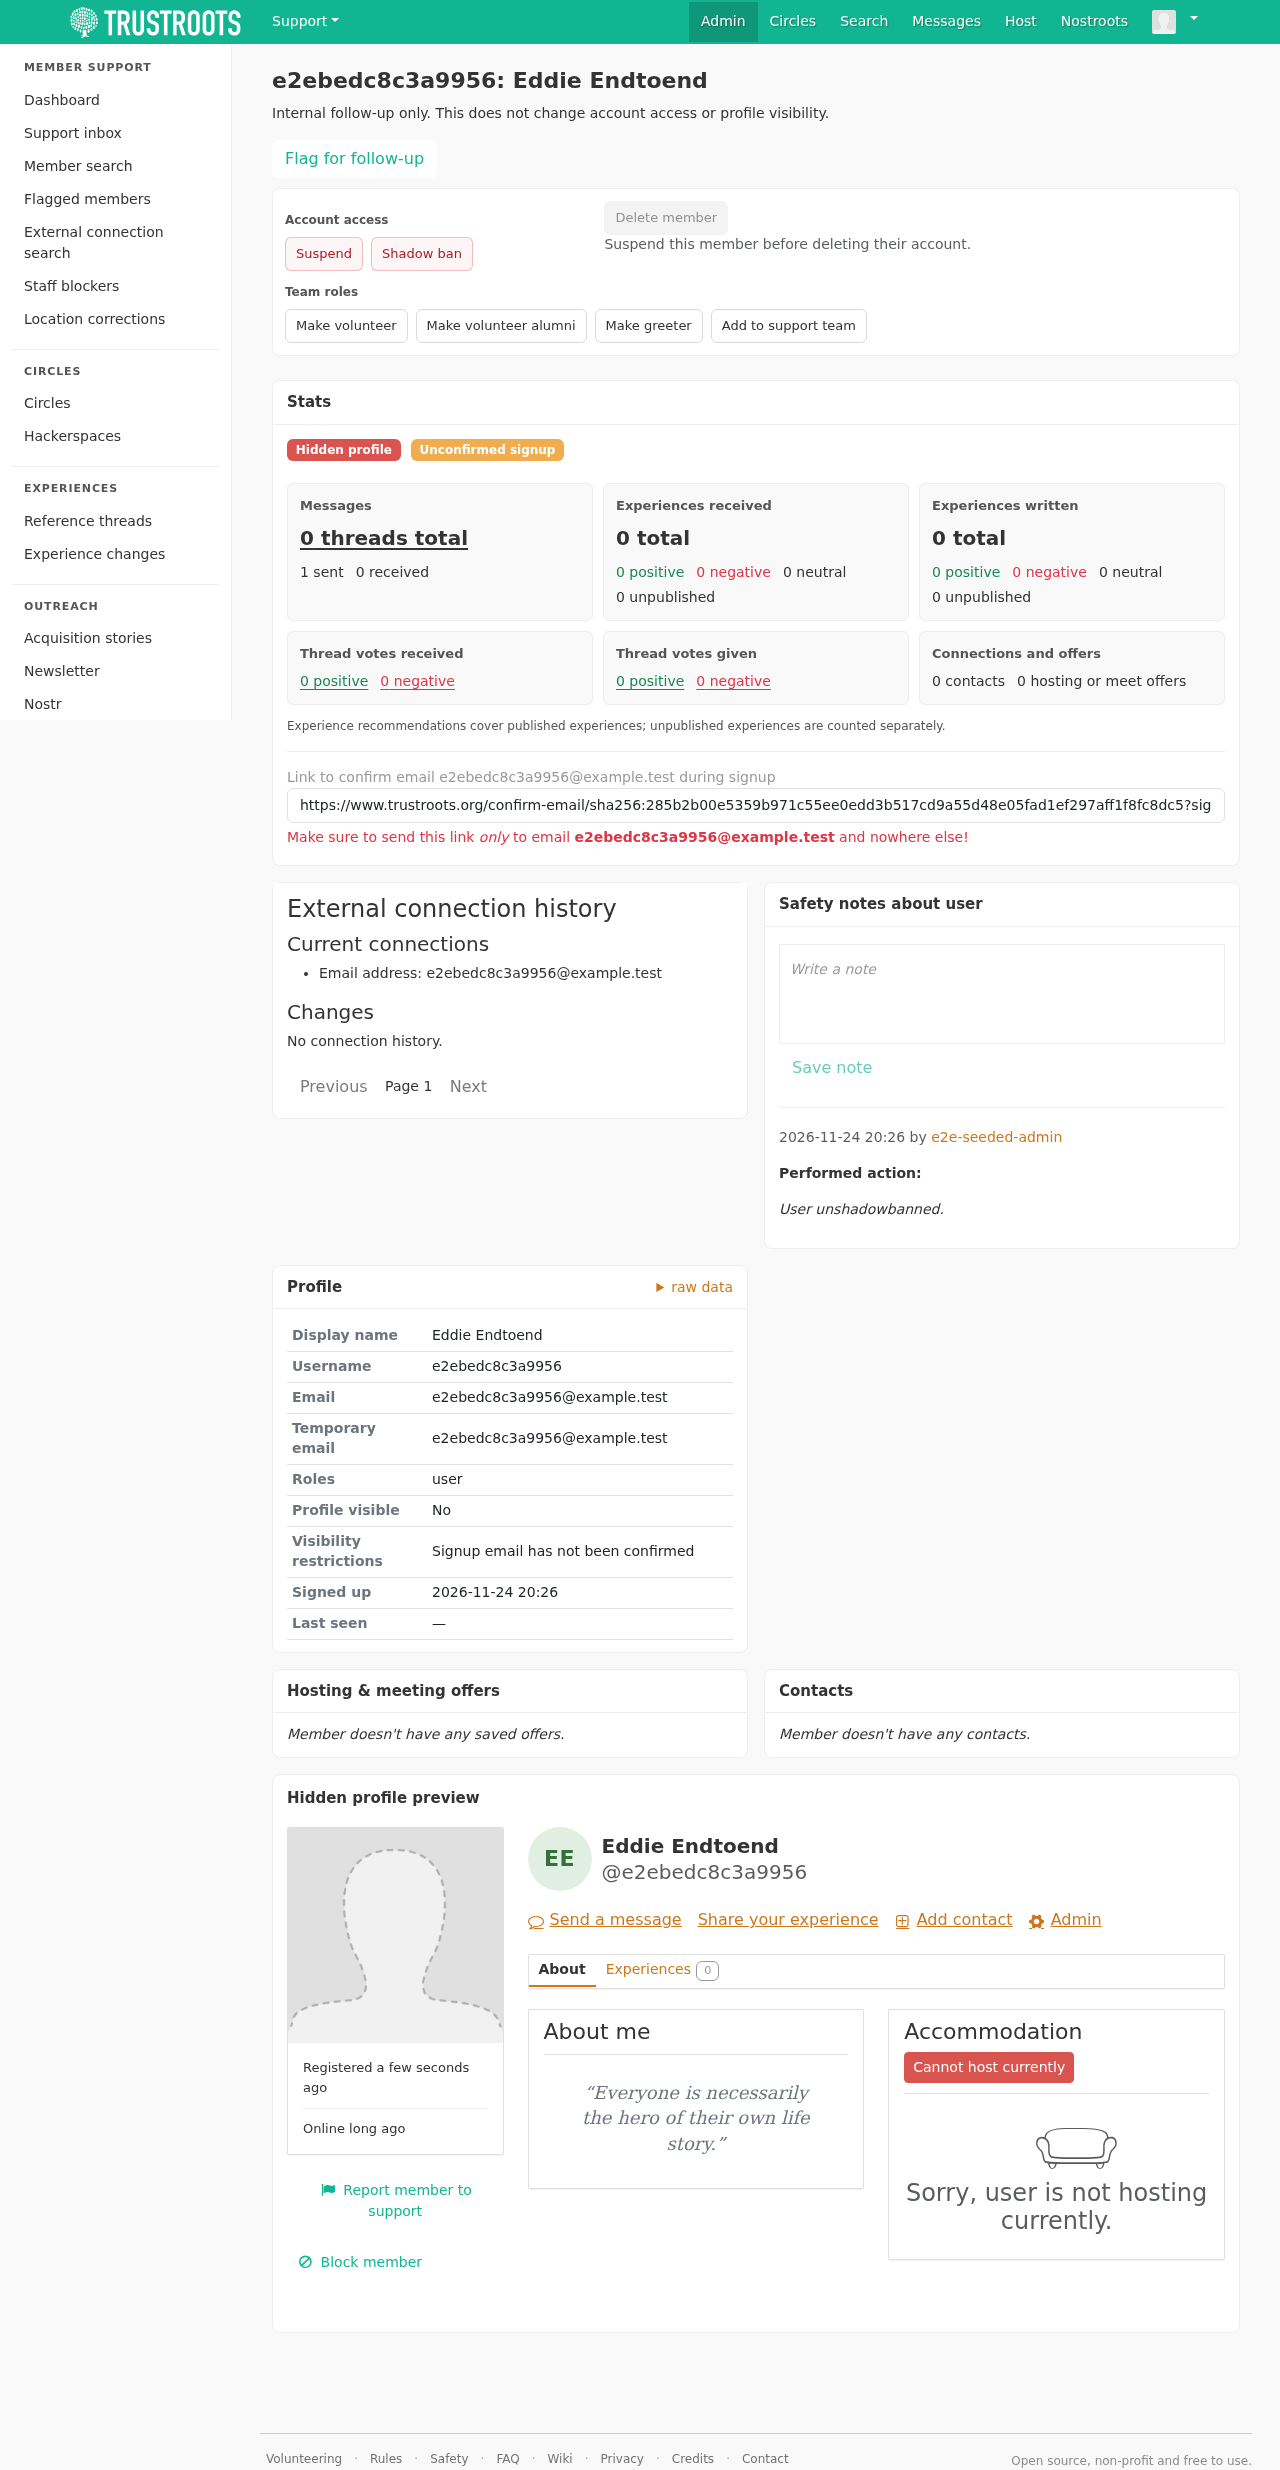 TRUSTROOTS
Support
Admin Circles Search Messages Host Nostroots
MEMBER SUPPORT
Dashboard
Support inbox
Member search
Flagged members
External connection
search
Staff blockers
Location corrections
CIRCLES
Circles
Hackerspaces
EXPERIENCES
Reference threads
Experience changes
OUTREACH
Acquisition stories
Newsletter
Nostr
e2ebedc8c3a9956: Eddie Endtoend
Internal follow-up only. This does not change account access or profile visibility.
Flag for follow-up
Account access
Suspend Shadow ban
Delete member
Suspend this member before deleting their account.
Team roles
Make volunteer Make volunteer alumni Make greeter Add to support team
Stats
Hidden profile Unconfirmed signup
Messages
0 threads total
1 sent 0 received
Experiences received
0 total
0 positive 0 negative 0 neutral
0 unpublished
Experiences written
0 total
0 positive 0 negative 0 neutral
0 unpublished
Thread votes received
0 positive 0 negative
Thread votes given
0 positive 0 negative
Connections and offers
0 contacts 0 hosting or meet offers
Experience recommendations cover published experiences; unpublished experiences are counted separately.
Link to confirm email e2ebedc8c3a9956@example.test during signup
https://www.trustroots.org/confirm-email/sha256:285b2b00e5359b971c55ee0edd3b517cd9a55d48e05fad1ef297aff1f8fc8dc5?sig
Make sure to send this link only to email e2ebedc8c3a9956@example.test and nowhere else!
External connection history
Current connections
• Email address: e2ebedc8c3a9956@example.test
Changes
No connection history.
Previous Page 1 Next
Safety notes about user
Write a note
Save note
2026-11-24 20:26 by e2e-seeded-admin
Performed action:
User unshadowbanned.
Profile
▶ raw data
Display name Eddie Endtoend
Username e2ebedc8c3a9956
Email e2ebedc8c3a9956@example.test
Temporary
email
e2ebedc8c3a9956@example.test
Roles user
Profile visible No
Visibility
restrictions
Signup email has not been confirmed
Signed up 2026-11-24 20:26
Last seen —
Hosting & meeting offers
Member doesn't have any saved offers.
Contacts
Member doesn't have any contacts.
Hidden profile preview
EE
Eddie Endtoend
@e2ebedc8c3a9956
Send a message Share your experience Add contact Admin
About Experiences 0
Registered a few seconds
ago
Online long ago
Report member to
support
Block member
About me
“Everyone is necessarily
the hero of their own life
story.”
Accommodation
Cannot host currently
Sorry, user is not hosting
currently.
Volunteering · Rules · Safety · FAQ · Wiki · Privacy · Credits · Contact
Open source, non-profit and free to use.